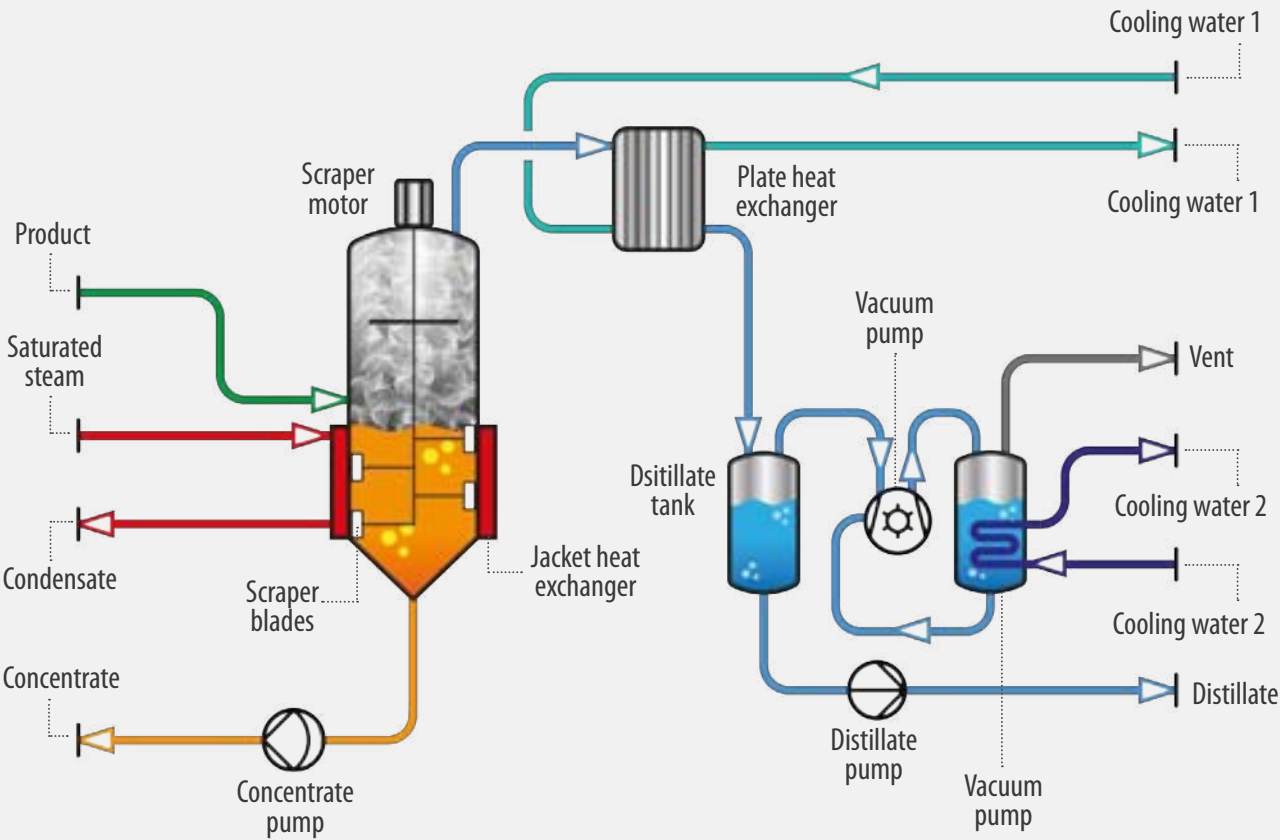 Cooling water 1
Scraper
motor
Plate heat
exchanger
Cooling water 1
Product
Vacuum
pump
Saturated
steam
Vent
Dsitillate
tank
Cooling water 2
Jacket heat
exchanger
Condensate
Scraper
blades
Cooling water 2
Concentrate
Distillate
Distillate
pump
Concentrate
pump
Vacuum
pump